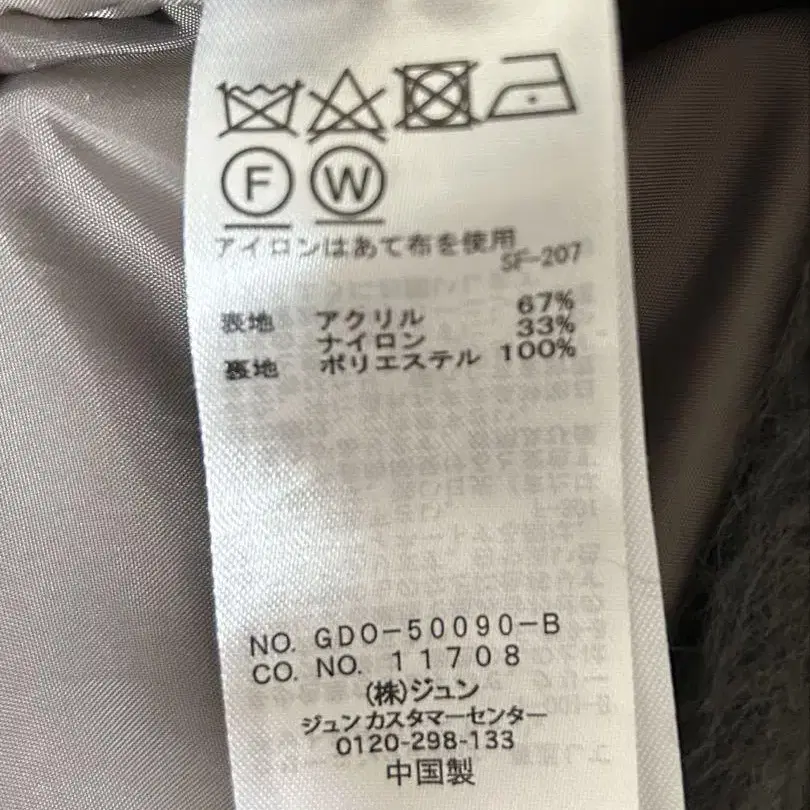 F W
アイロンはあて布を使用
SF-207
表地 アクリル 67%
ナイロン 33%
裏地 ポリエステル 100%
NO. GDO-50090-B
CO. NO. 11708
(株)ジュン
ジュンカスタマーセンター
0120-298-133
中国製